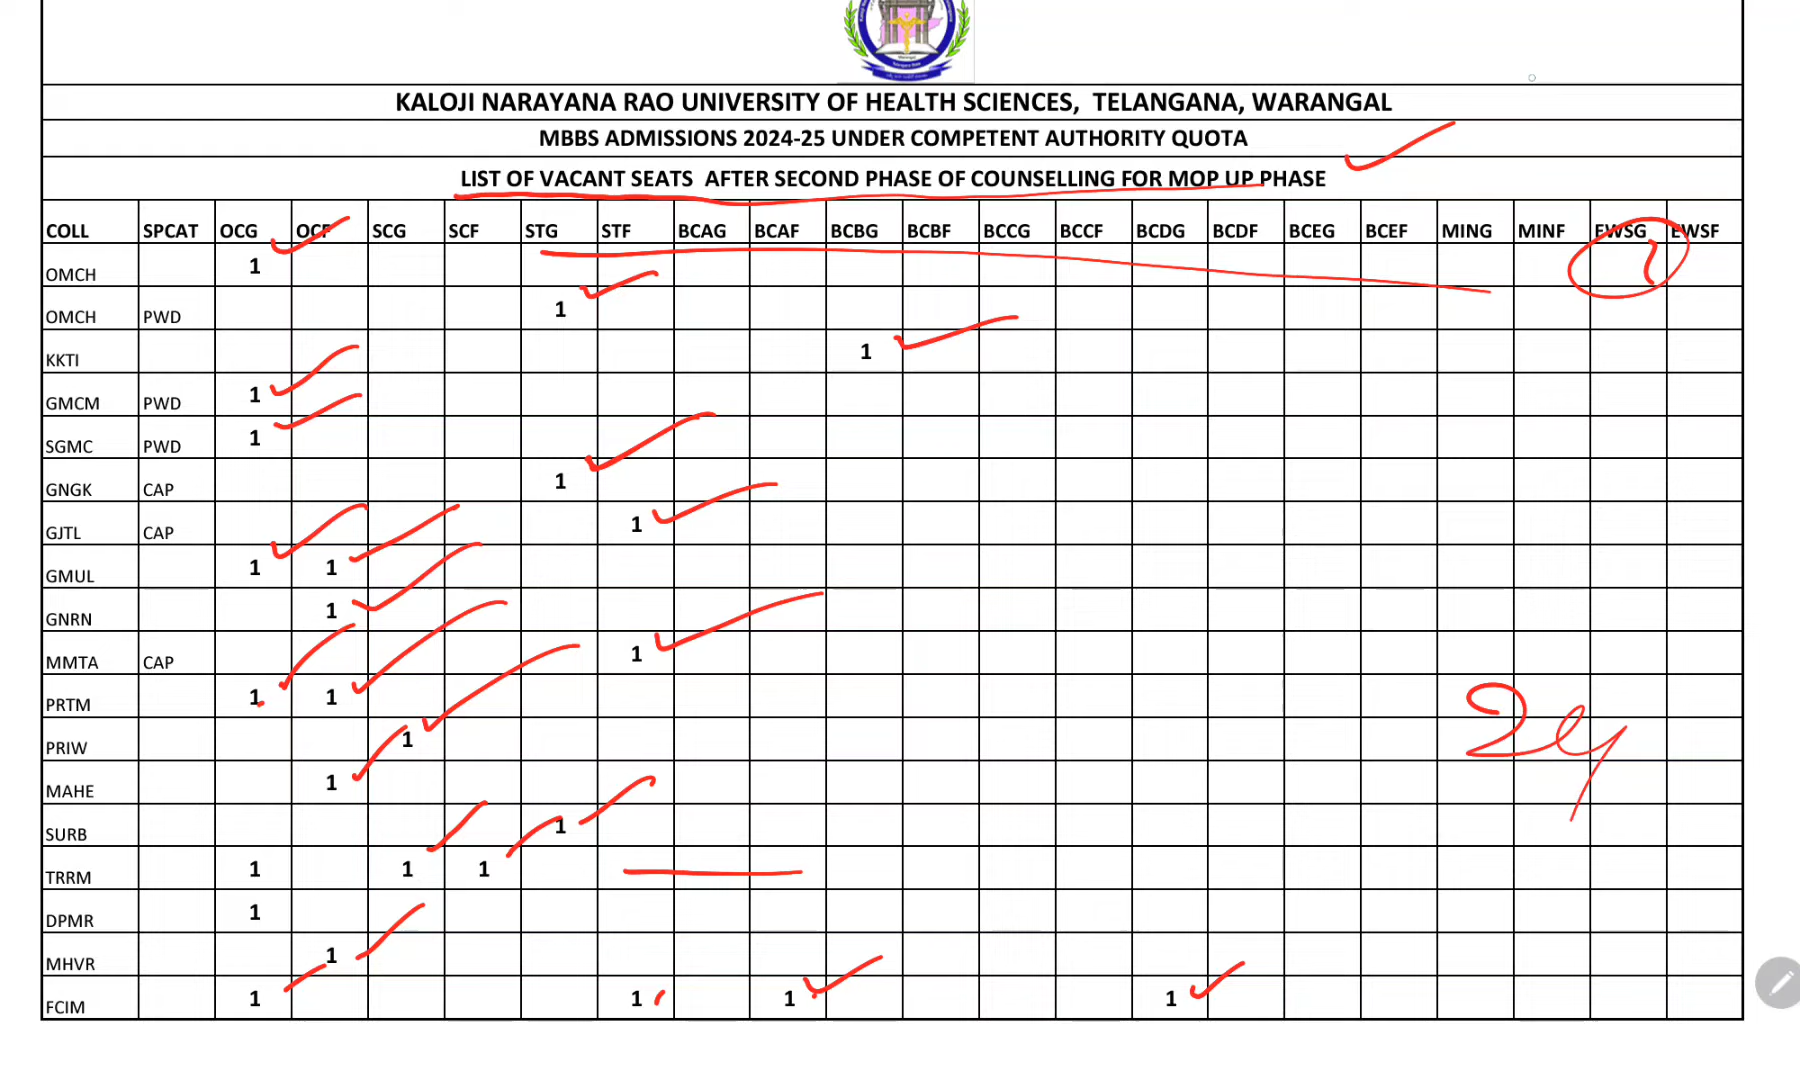 KALOJI NARAYANA RAO UNIVERSITY OF HEALTH SCIENCES, TELANGANA, WARANGAL
MBBS ADMISSIONS 2024-25 UNDER COMPETENT AUTHORITY QUOTA
LIST OF VACANT SEATS AFTER SECOND PHASE OF COUNSELLING FOR MOP UP PHASE
COLL SPCAT OCG OCF SCG SCF STG STF BCAG BCAF BCBG BCBF BCCG BCCF BCDG BCDF BCEG BCEF MING MINF EWSG EWSF
OMCH 1
OMCH PWD 1
KKTI 1
GMCM PWD 1
SGMC PWD 1
GNGK CAP 1
GJTL CAP 1
GMUL 1 1
GNRN 1
MMTA CAP 1
PRTM 1 1
PRIW 1
MAHE 1
SURB 1
TRRM 1 1 1
DPMR 1
MHVR 1
FCIM 1 1 1 1